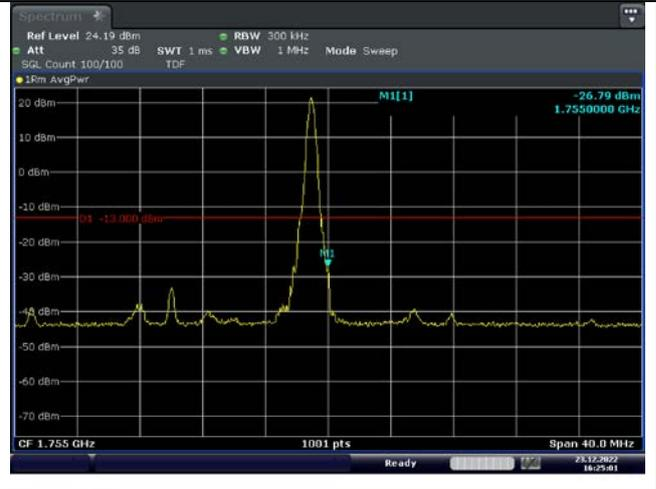 Spectrum
Ref Level 24.19 dBm RBW 300 kHz
Att 35 dB SWT 1 ms VBW 1 MHz Mode Sweep
SGL Count 100/100 TDF
1Rm AvgPwr
M1[1] -26.79 dBm
1.7550000 GHz
20 dBm
10 dBm
0 dBm
-10 dBm
D1 -13.000 dBm
-20 dBm
M1
-30 dBm
-40 dBm
-50 dBm
-60 dBm
-70 dBm
CF 1.755 GHz 1001 pts Span 40.0 MHz
Ready 23.12.2022
16:25:01